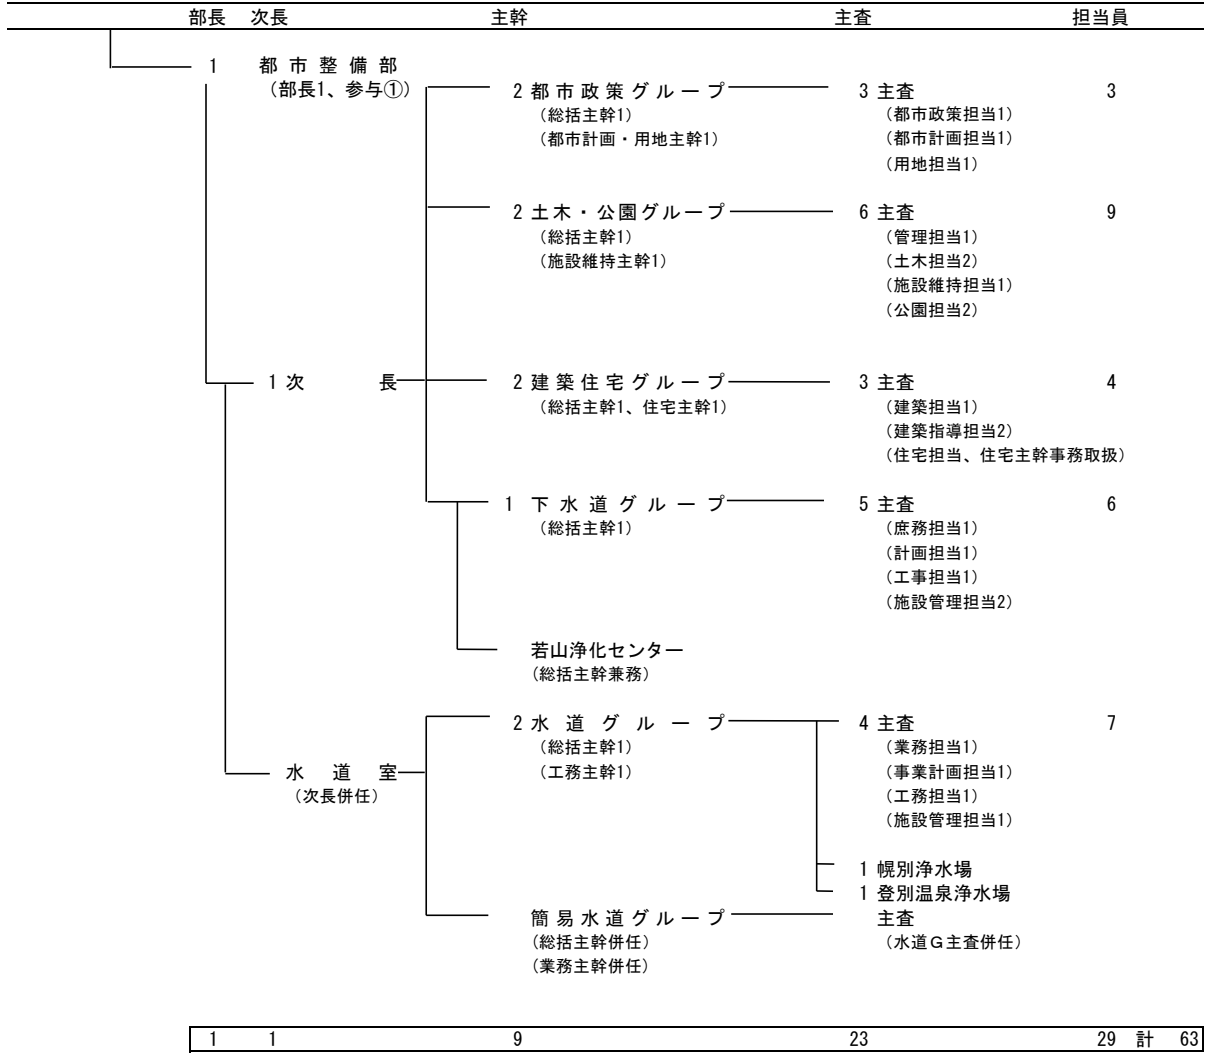 部長 次長 主幹 主査 担当員
1 都市整備部
（部長1、参与①）
2 都市政策グループ 3 主査 3
（総括主幹1） （都市政策担当1）
（都市計画・用地主幹1） （都市計画担当1）
（用地担当1）
2 土木・公園グループ 6 主査 9
（総括主幹1） （管理担当1）
（施設維持主幹1） （土木担当2）
（施設維持担当1）
（公園担当2）
1 次長 2 建築住宅グループ 3 主査 4
（総括主幹1、住宅主幹1） （建築担当1）
（建築指導担当2）
（住宅担当、住宅主幹事務取扱）
1 下水道グループ 5 主査 6
（総括主幹1） （庶務担当1）
（計画担当1）
（工事担当1）
（施設管理担当2）
若山浄化センター
（総括主幹兼務）
2 水道グループ 4 主査 7
（総括主幹1） （業務担当1）
水道室 （工務主幹1） （事業計画担当1）
（次長併任） （工務担当1）
（施設管理担当1）
1 幌別浄水場
1 登別温泉浄水場
簡易水道グループ 主査
（総括主幹併任） （水道Ｇ主査併任）
（業務主幹併任）
1 1 9 23 29 計 63